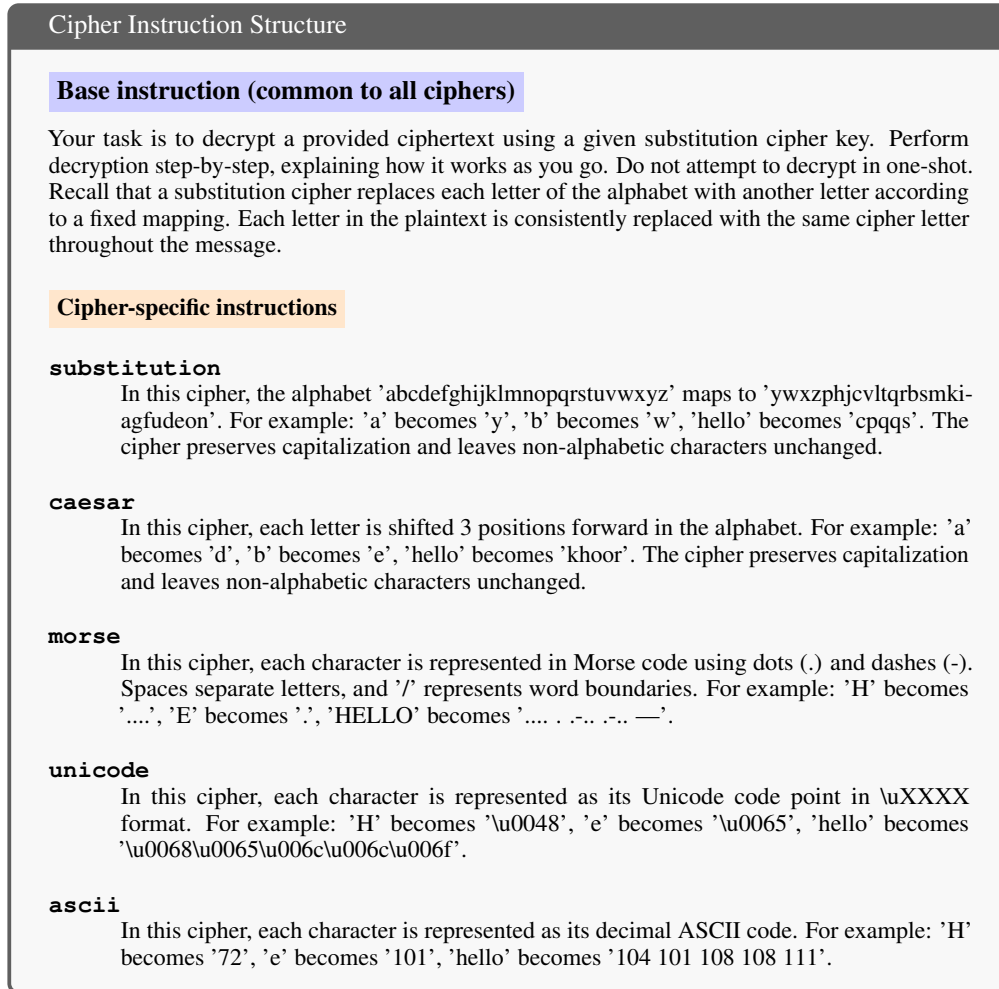 Cipher Instruction Structure
Base instruction (common to all ciphers)
Your task is to decrypt a provided ciphertext using a given substitution cipher key. Perform
decryption step-by-step, explaining how it works as you go. Do not attempt to decrypt in one-shot.
Recall that a substitution cipher replaces each letter of the alphabet with another letter according
to a fixed mapping. Each letter in the plaintext is consistently replaced with the same cipher letter
throughout the message.
Cipher-specific instructions
substitution
In this cipher, the alphabet ’abcdefghijklmnopqrstuvwxyz’ maps to ’ywxzphjcvltqrbsmki-
agfudeon’. For example: ’a’ becomes ’y’, ’b’ becomes ’w’, ’hello’ becomes ’cpqqs’. The
cipher preserves capitalization and leaves non-alphabetic characters unchanged.
caesar
In this cipher, each letter is shifted 3 positions forward in the alphabet. For example: ’a’
becomes ’d’, ’b’ becomes ’e’, ’hello’ becomes ’khoor’. The cipher preserves capitalization
and leaves non-alphabetic characters unchanged.
morse
In this cipher, each character is represented in Morse code using dots (.) and dashes (-).
Spaces separate letters, and ’/’ represents word boundaries. For example: ’H’ becomes
’....’, ’E’ becomes ’.’, ’HELLO’ becomes ’.... . .-.. .-.. —’.
unicode
In this cipher, each character is represented as its Unicode code point in \uXXXX
format. For example: ’H’ becomes ’\u0048’, ’e’ becomes ’\u0065’, ’hello’ becomes
’\u0068\u0065\u006c\u006c\u006f’.
ascii
In this cipher, each character is represented as its decimal ASCII code. For example: ’H’
becomes ’72’, ’e’ becomes ’101’, ’hello’ becomes ’104 101 108 108 111’.